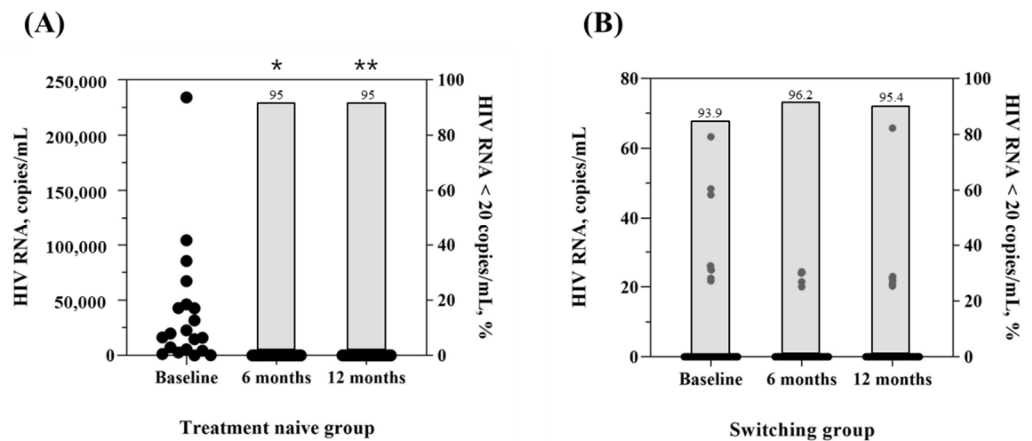 (A)
* **
250,000
200,000
150,000
100,000
50,000
0
HIV RNA, copies/mL
95 95
100
80
60
40
20
0
HIV RNA < 20 copies/mL, %
Baseline 6 months 12 months
Treatment naive group
(B)
80
60
40
20
0
HIV RNA, copies/mL
93.9 96.2 95.4
100
80
60
40
20
0
HIV RNA < 20 copies/mL, %
Baseline 6 months 12 months
Switching group